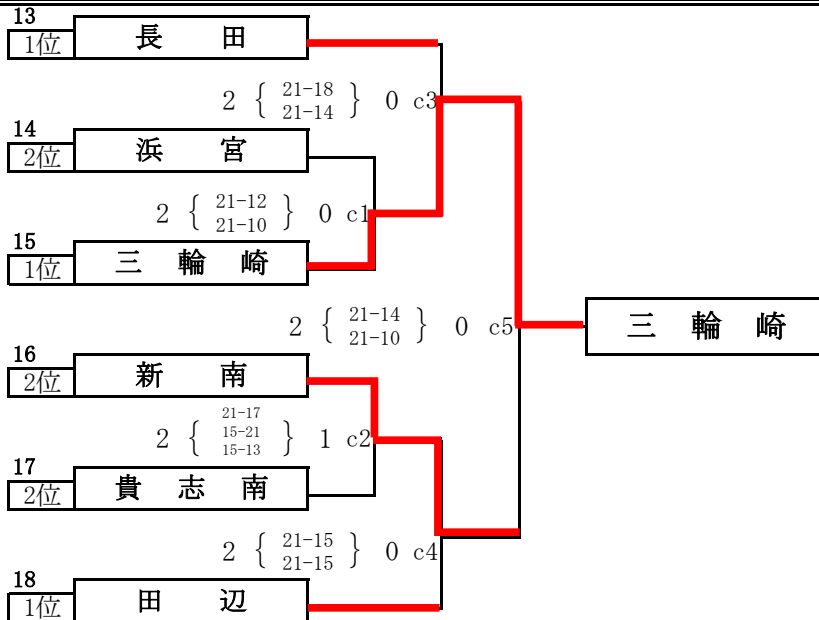 13
1位 長 田
2 { 21-18 21-14 } 0 c3
14
2位 浜 宮
2 { 21-12 21-10 } 0 c1
15
1位 三 輪 崎
2 { 21-14 21-10 } 0 c5
三 輪 崎
16
2位 新 南
2 { 21-17 15-21 15-13 } 1 c2
17
2位 貴 志 南
2 { 21-15 21-15 } 0 c4
18
1位 田 辺